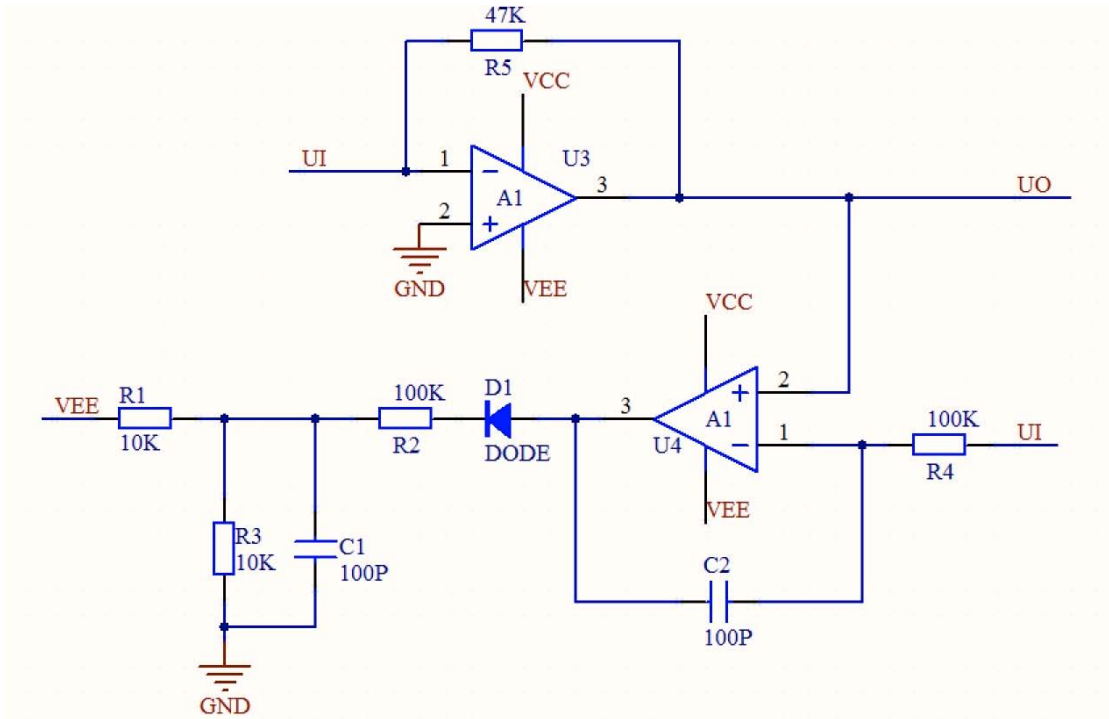 47K
R5
VCC
UI
1
U3
A1
3
2
UO
GND
VEE
VCC
VEE
R1
10K
100K
R2
D1
DODE
3
2
A1
U4
1
100K
R4
UI
VEE
R3
10K
C1
100P
C2
100P
GND